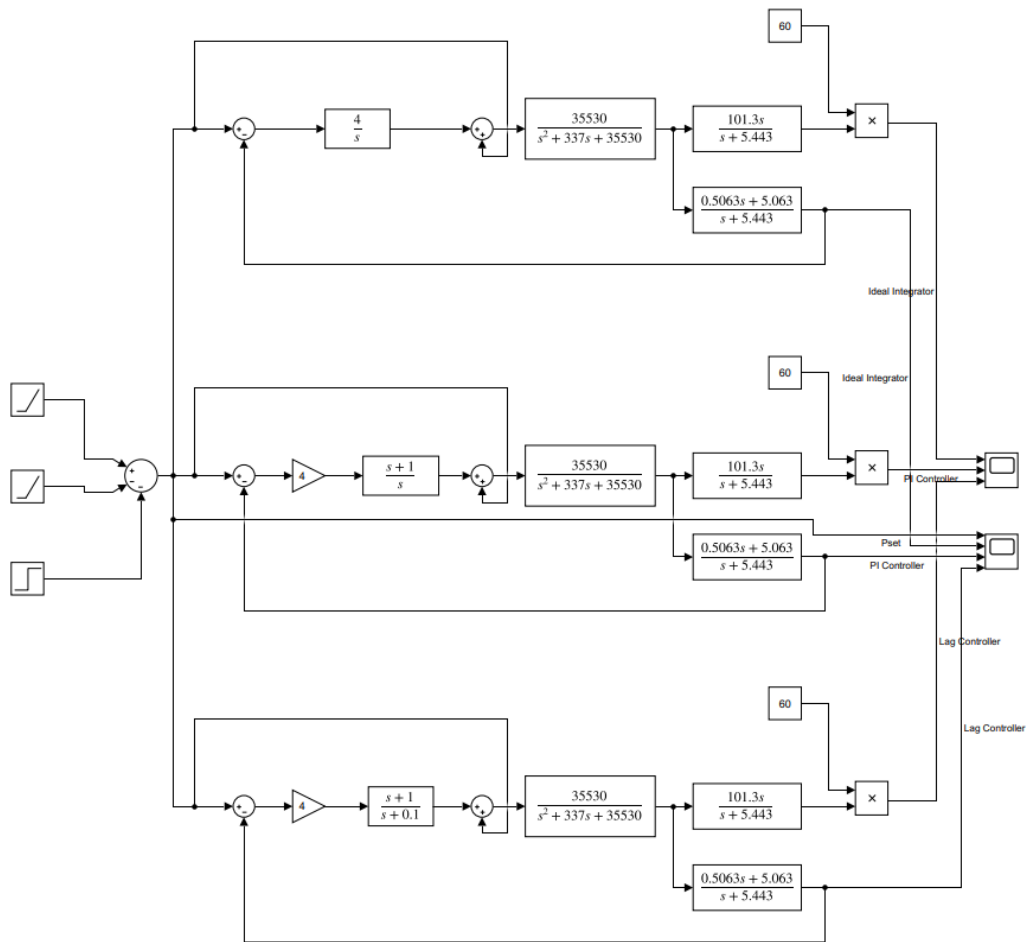 60
4
s
35530
s² + 337s + 35530
101.3s
s + 5.443
×
0.5063s + 5.063
s + 5.443
Ideal Integrator
60
Ideal Integrator
4
s + 1
s
35530
s² + 337s + 35530
101.3s
s + 5.443
×
PI Controller
0.5063s + 5.063
s + 5.443
Pset
PI Controller
Lag Controller
60
Lag Controller
4
s + 1
s + 0.1
35530
s² + 337s + 35530
101.3s
s + 5.443
×
0.5063s + 5.063
s + 5.443